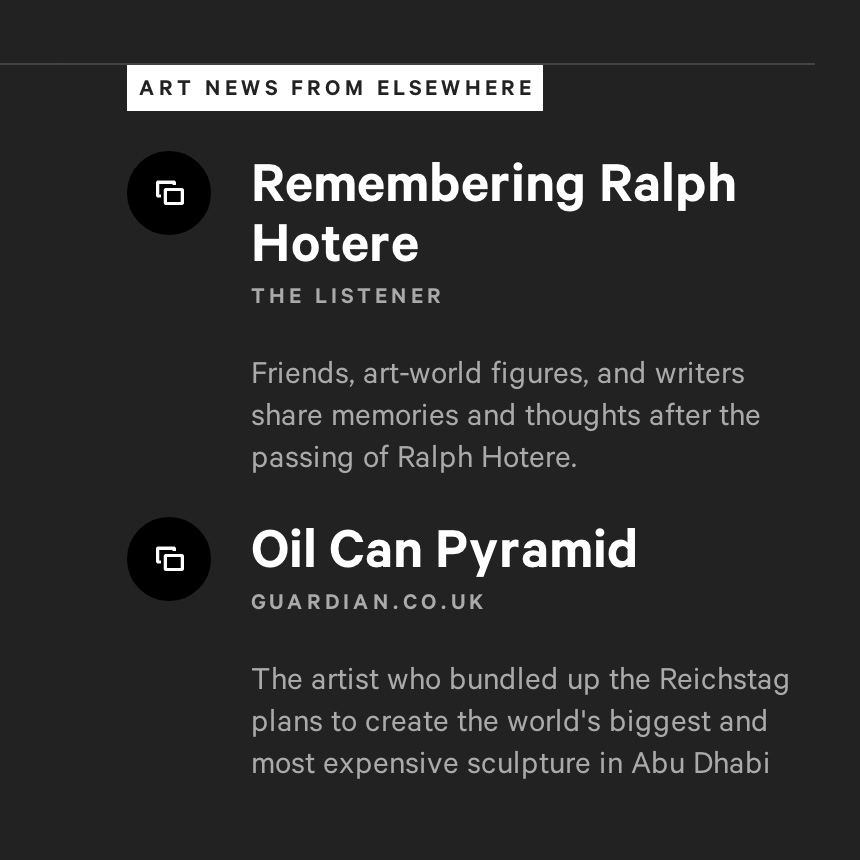 ART NEWS FROM ELSEWHERE
Remembering Ralph
Hotere
THE LISTENER
Friends, art-world figures, and writers
share memories and thoughts after the
passing of Ralph Hotere.
Oil Can Pyramid
GUARDIAN.CO.UK
The artist who bundled up the Reichstag
plans to create the world's biggest and
most expensive sculpture in Abu Dhabi